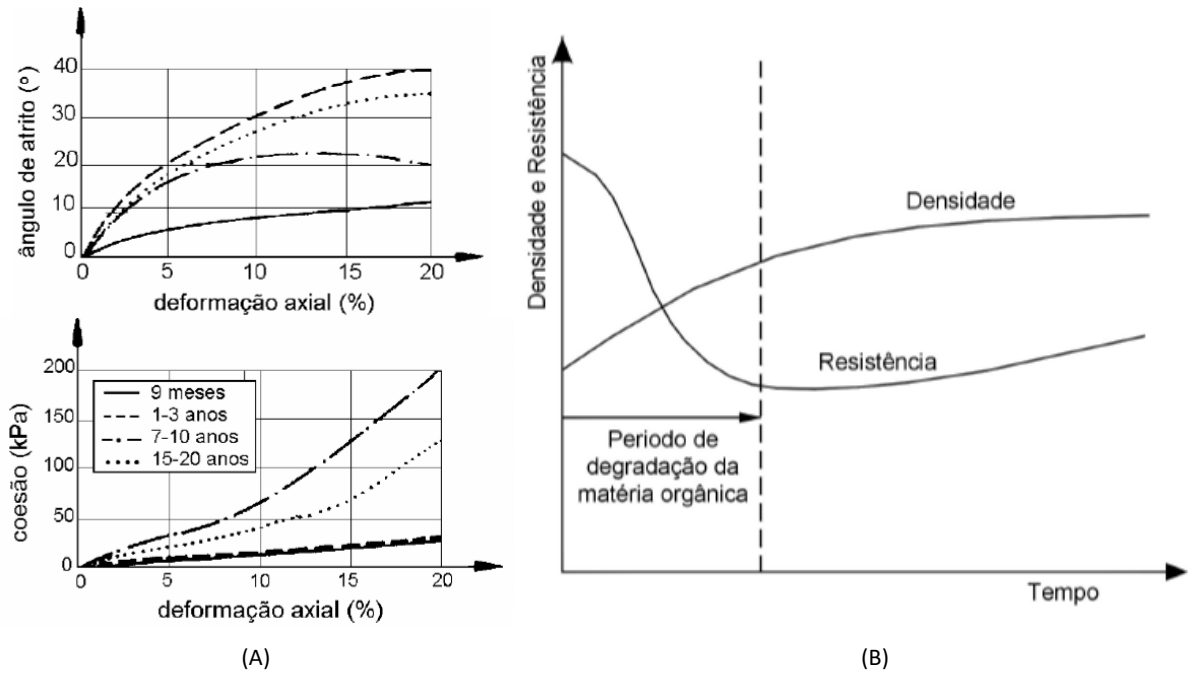 ângulo de atrito (º)
40
30
20
10
0
0 5 10 15 20
deformação axial (%)
coesão (kPa)
200
150
100
50
0
9 meses
1-3 anos
7-10 anos
15-20 anos
0 5 10 15 20
deformação axial (%)
(A)
Densidade e Resistência
Densidade
Resistência
Periodo de
degradação da
matéria orgânica
Tempo
(B)